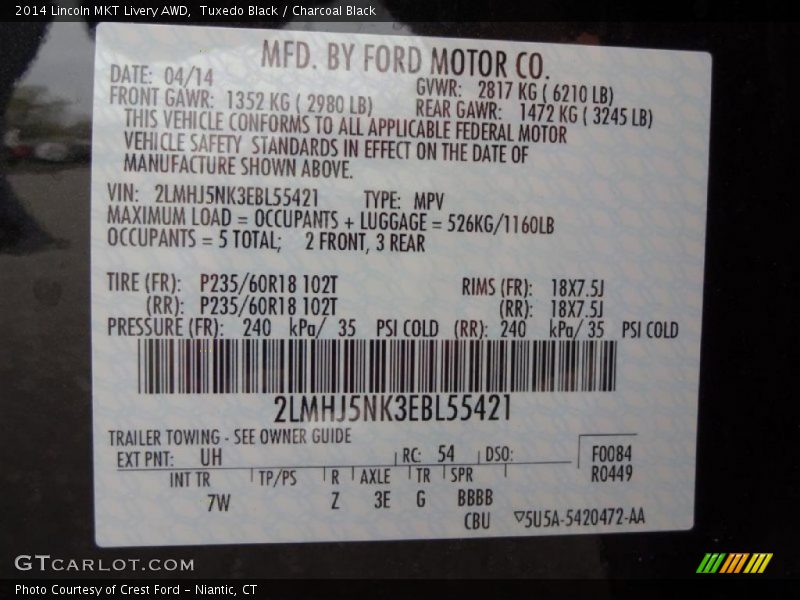 2014 Lincoln MKT Livery AWD, Tuxedo Black / Charcoal Black
MFD. BY FORD MOTOR CO.
DATE: 04/14 GVWR: 2817 KG ( 6210 LB)
FRONT GAWR: 1352 KG ( 2980 LB) REAR GAWR: 1472 KG ( 3245 LB)
THIS VEHICLE CONFORMS TO ALL APPLICABLE FEDERAL MOTOR
VEHICLE SAFETY STANDARDS IN EFFECT ON THE DATE OF
MANUFACTURE SHOWN ABOVE.
VIN: 2LMHJ5NK3EBL55421 TYPE: MPV
MAXIMUM LOAD = OCCUPANTS + LUGGAGE = 526KG/1160LB
OCCUPANTS = 5 TOTAL; 2 FRONT, 3 REAR
TIRE (FR): P235/60R18 102T RIMS (FR): 18X7.5J
(RR): P235/60R18 102T (RR): 18X7.5J
PRESSURE (FR): 240 kPa/ 35 PSI COLD (RR): 240 kPa/ 35 PSI COLD
2LMHJ5NK3EBL55421
TRAILER TOWING - SEE OWNER GUIDE
EXT PNT: UH RC: 54 DSO: F0084
INT TR TP/PS R AXLE TR SPR R0449
7W Z 3E G BBBB
CBU ▽5U5A-5420472-AA
GTCARLOT.COM
Photo Courtesy of Crest Ford - Niantic, CT